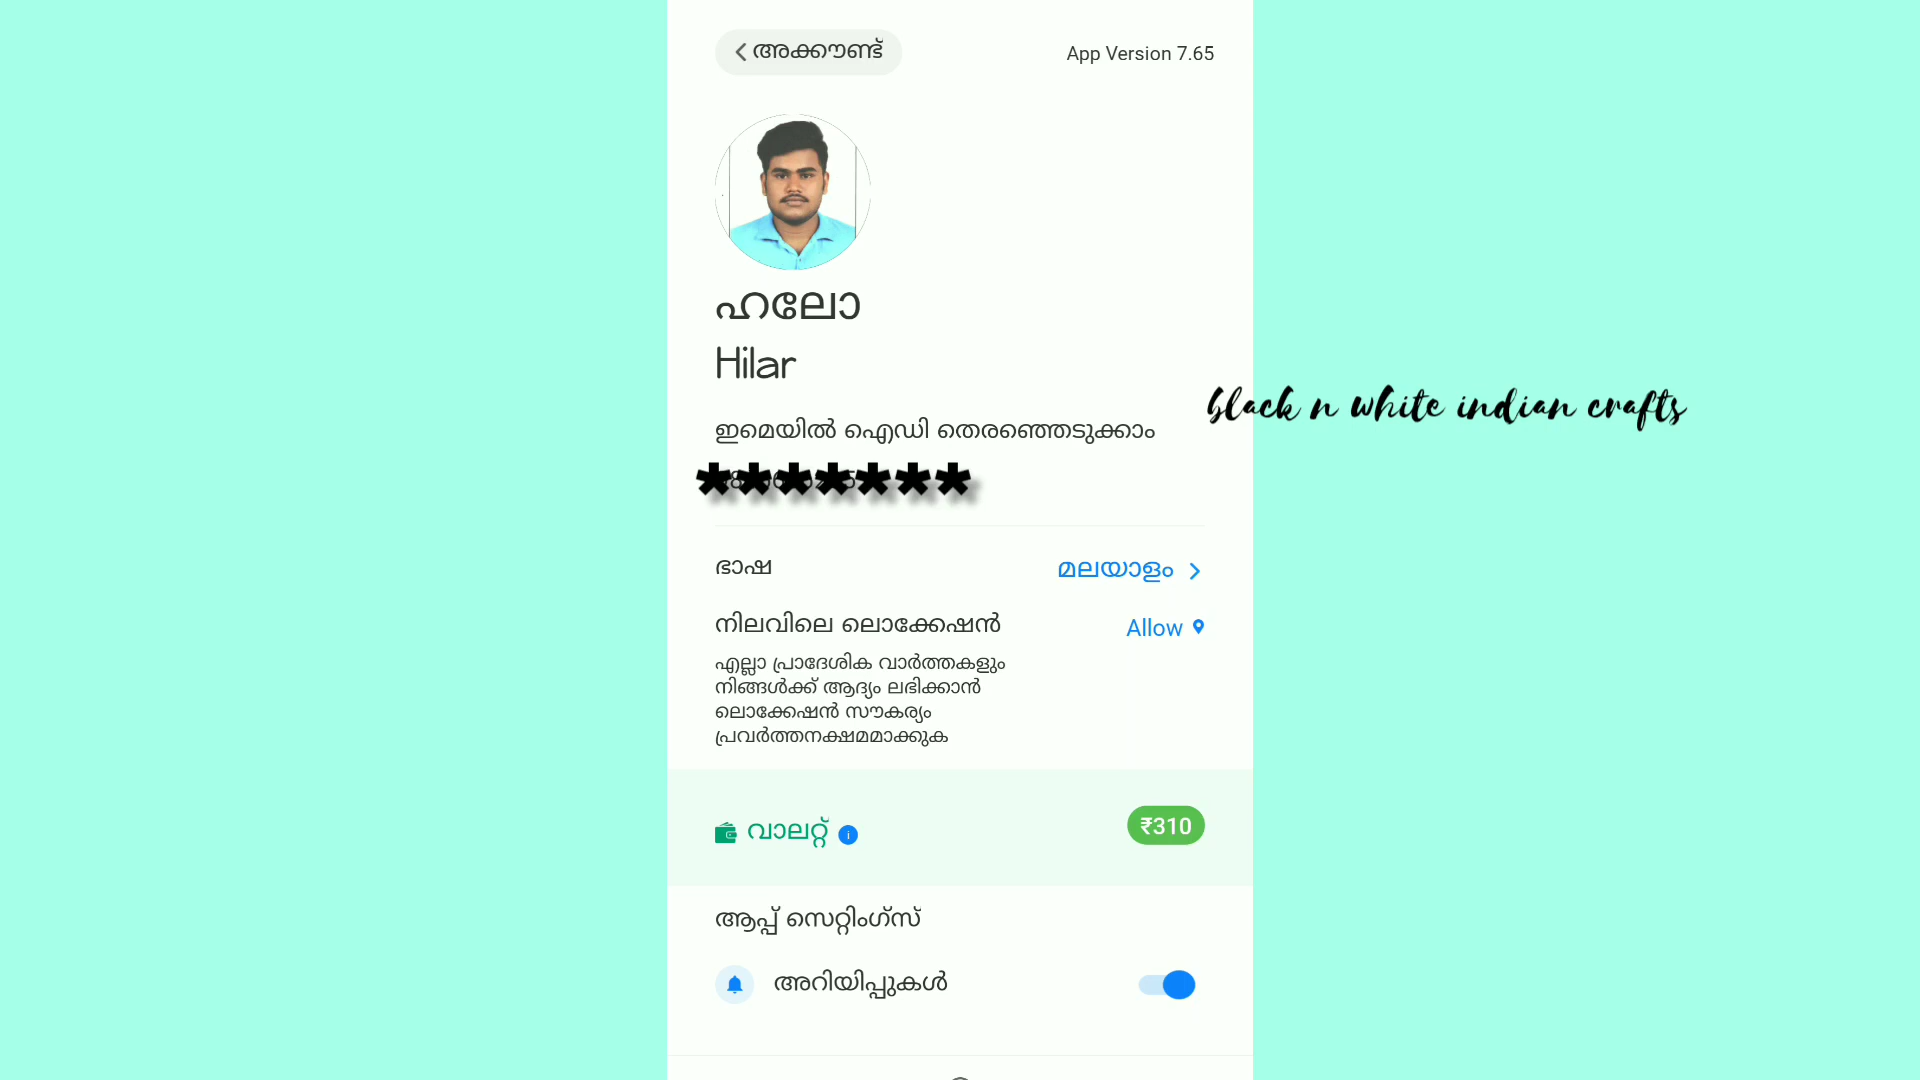 അക്കൗണ്ട്
App Version 7.65
ഹലോ
Hilar
black n white indian crafts
ഇമെയിൽ ഐഡി തെരഞ്ഞെടുക്കാം
*******
ഭാഷ
മലയാളം
നിലവിലെ ലൊക്കേഷൻ
Allow
എല്ലാ പ്രാദേശിക വാർത്തകളും
നിങ്ങൾക്ക് ആദ്യം ലഭിക്കാൻ
ലൊക്കേഷൻ സൗകര്യം
പ്രവർത്തനക്ഷമമാക്കുക
വാലറ്റ്
₹310
ആപ്പ് സെറ്റിംഗ്സ്
അറിയിപ്പുകൾ